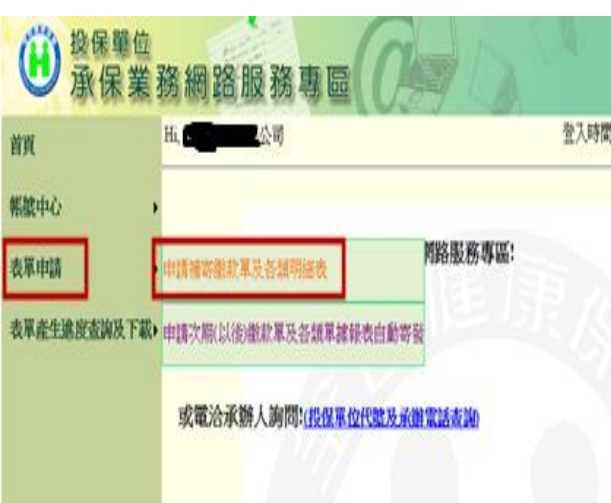 投保單位
承保業務網路服務專區
首頁
Hi,
公司
登入時間
帳號中心
表單申請
申請補寄繳款單及各類明細表
網路服務專區!
表單產生進度查詢及下載
申請次期(以後)繳款單及各類單據報表自動寄發
或電洽承辦人詢問!(投保單位代號及承辦電話查詢)